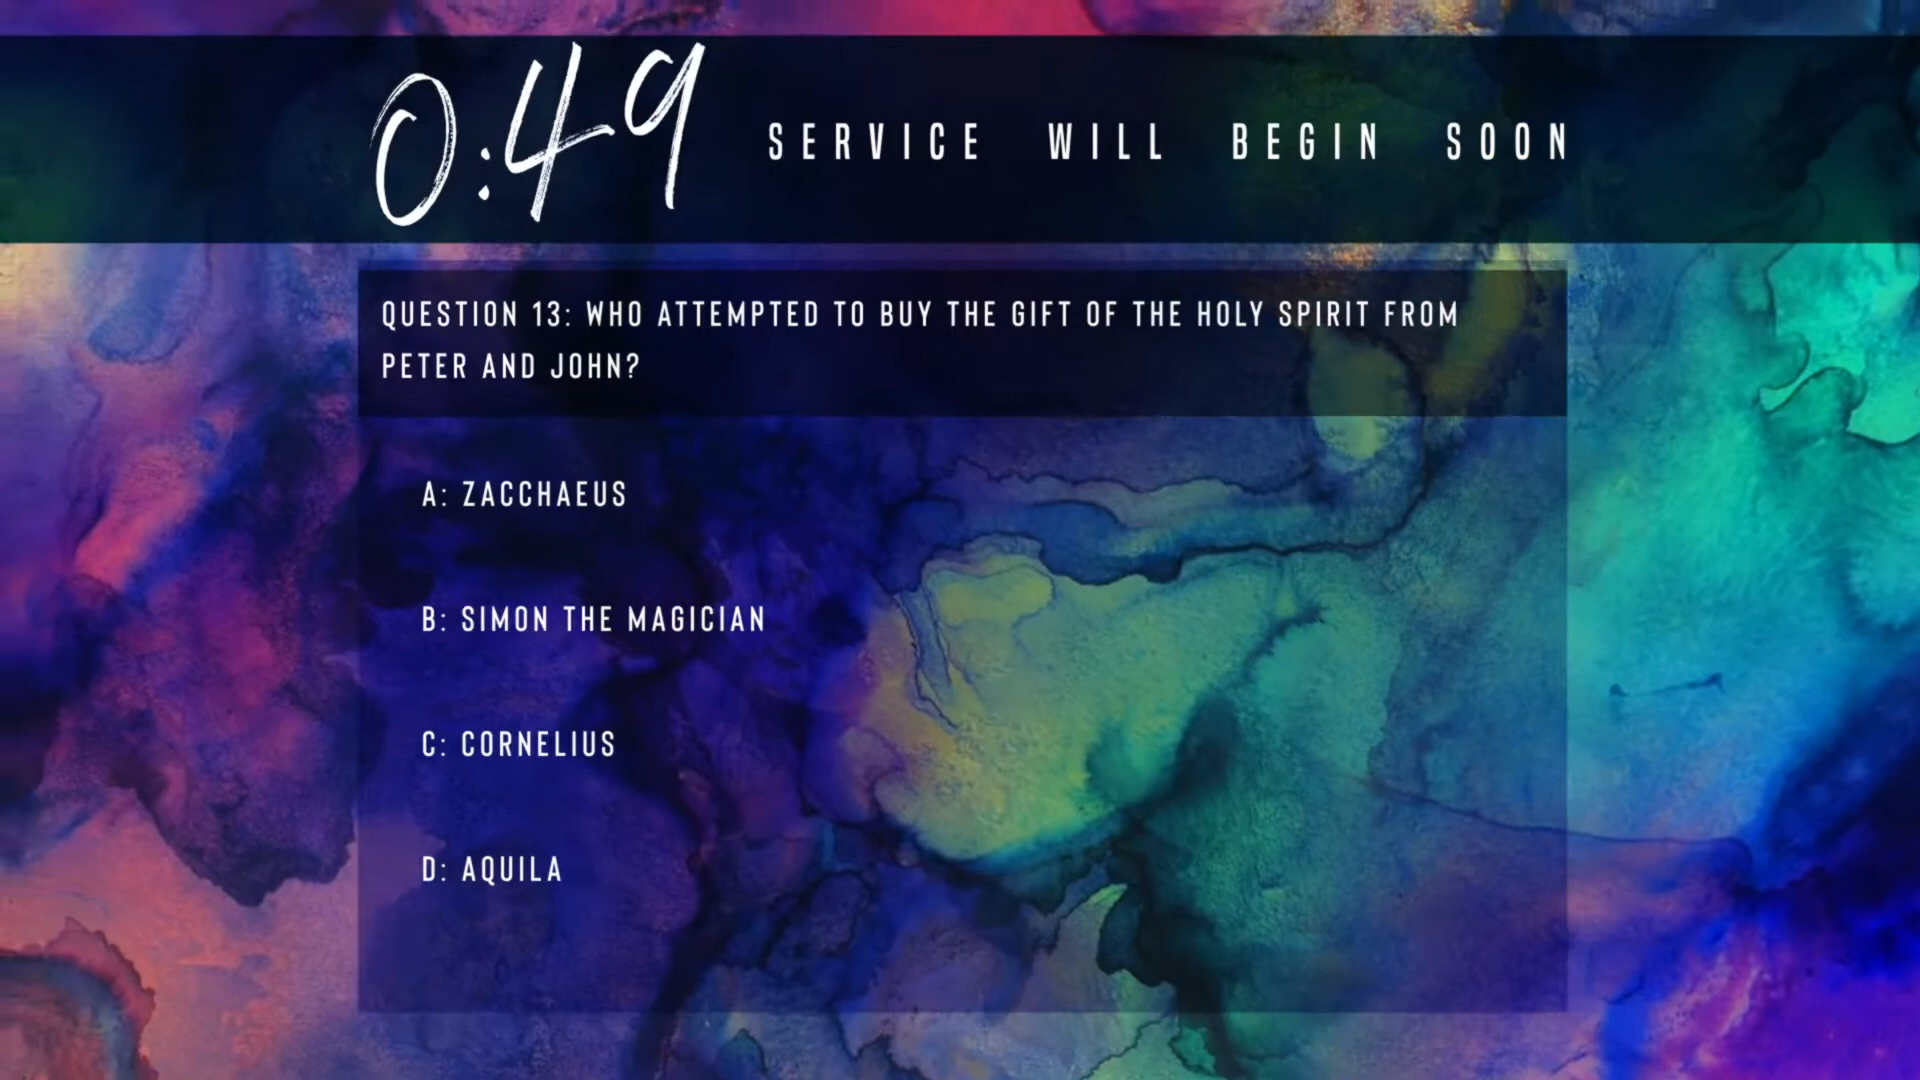 0:49 SERVICE WILL BEGIN SOON
QUESTION 13: WHO ATTEMPTED TO BUY THE GIFT OF THE HOLY SPIRIT FROM
PETER AND JOHN?
A: ZACCHAEUS
B: SIMON THE MAGICIAN
C: CORNELIUS
D: AQUILA